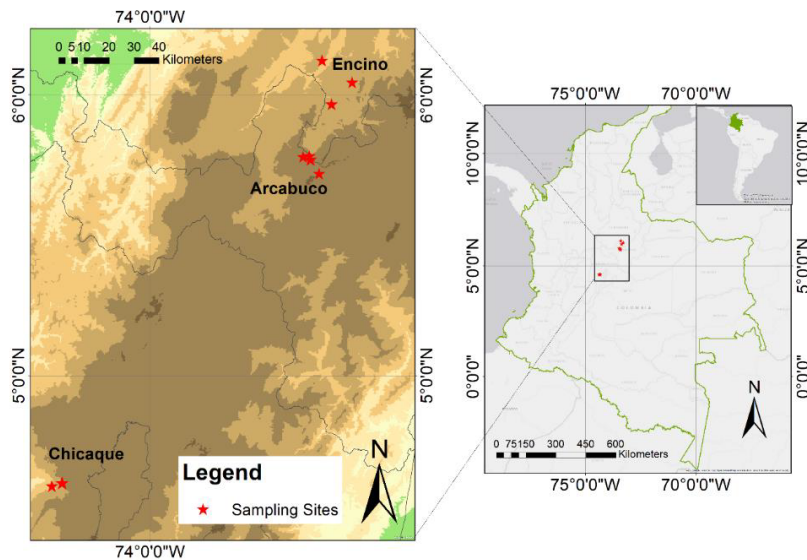 74°0'0"W
0 5 10 20 30 40
Kilometers
Encino
6°0'0"N
6°0'0"N
Arcabuco
5°0'0"N
5°0'0"N
Chicaque
Legend
Sampling Sites
N
74°0'0"W
75°0'0"W 70°0'0"W
10°0'0"N
10°0'0"N
5°0'0"N
5°0'0"N
COLOMBIA
0°0'0"
0°0'0"
N
0 75 150 300 450 600
Kilometers
75°0'0"W 70°0'0"W